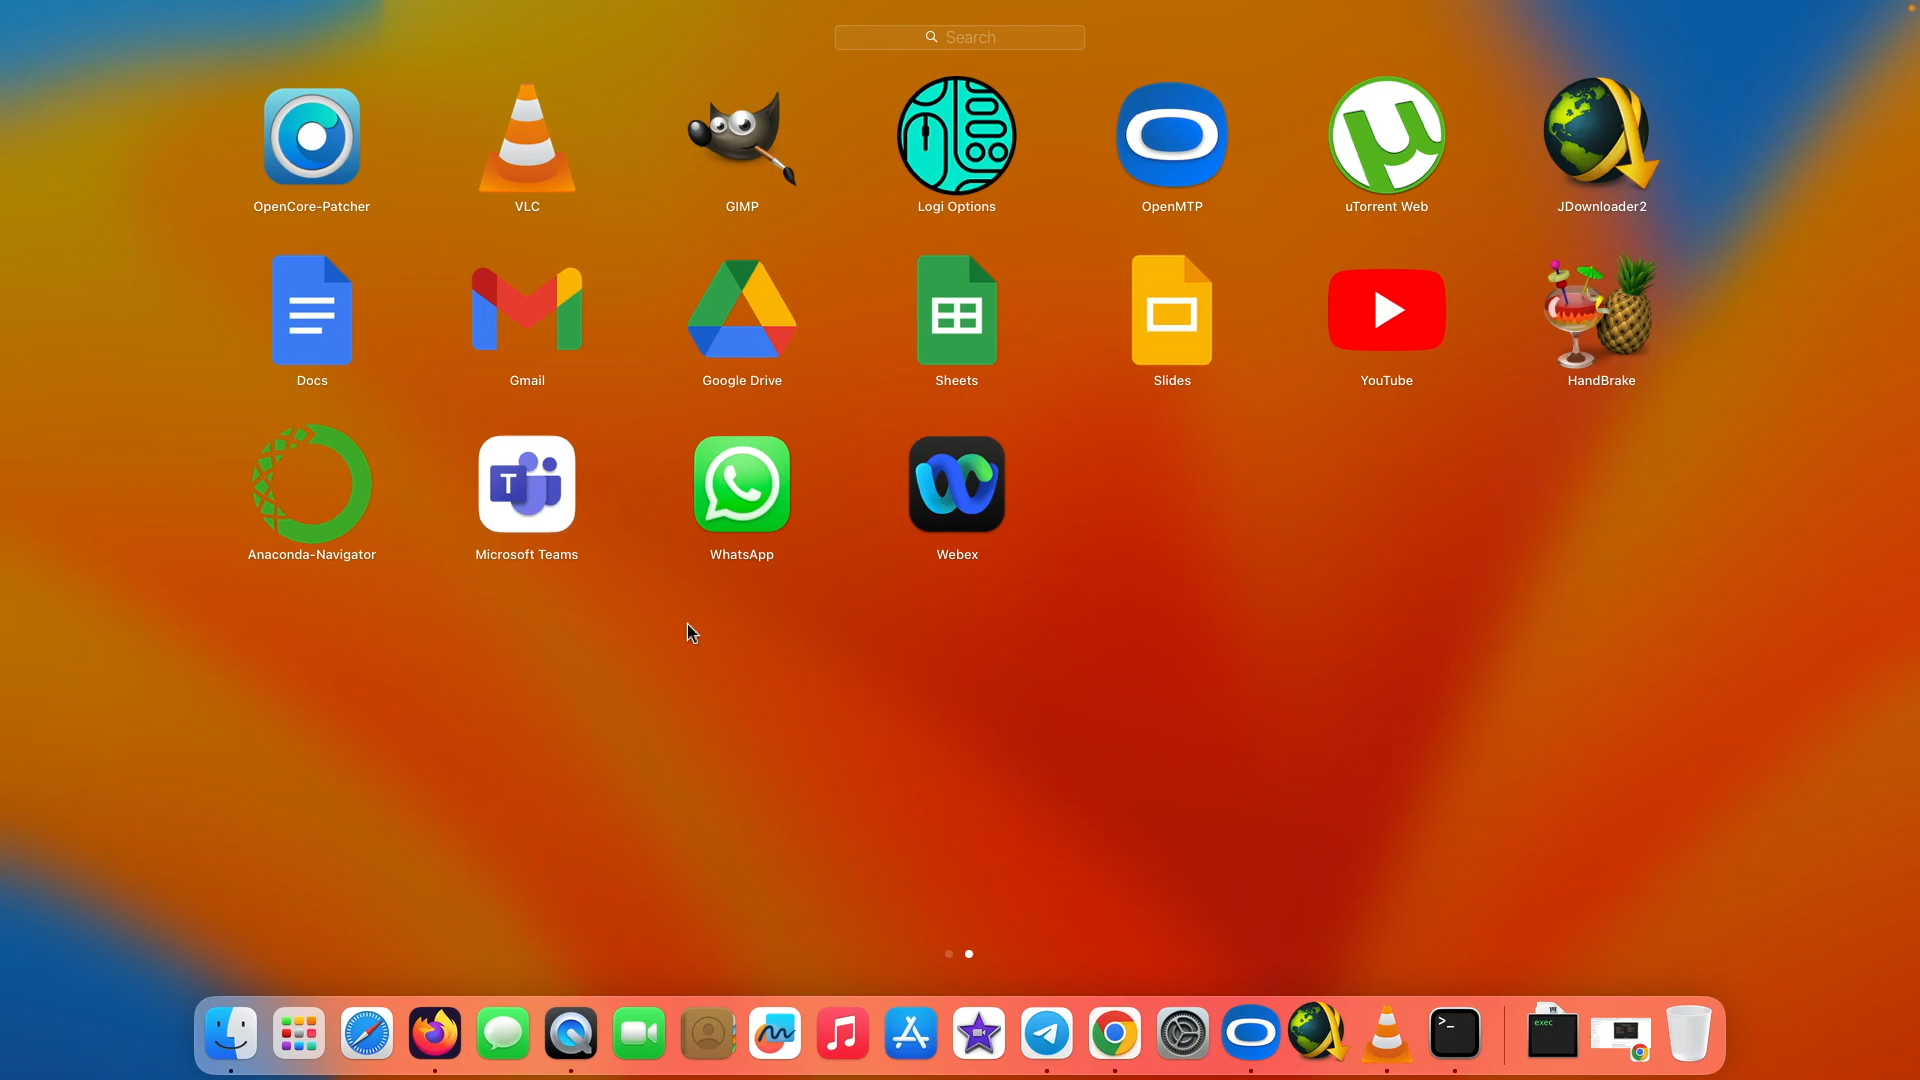 Search
OpenCore-Patcher
VLC
GIMP
Logi Options
OpenMTP
uTorrent Web
JDownloader2
Docs
Gmail
Google Drive
Sheets
Slides
YouTube
HandBrake
Anaconda-Navigator
T
Microsoft Teams
WhatsApp
Webex
>_
exec